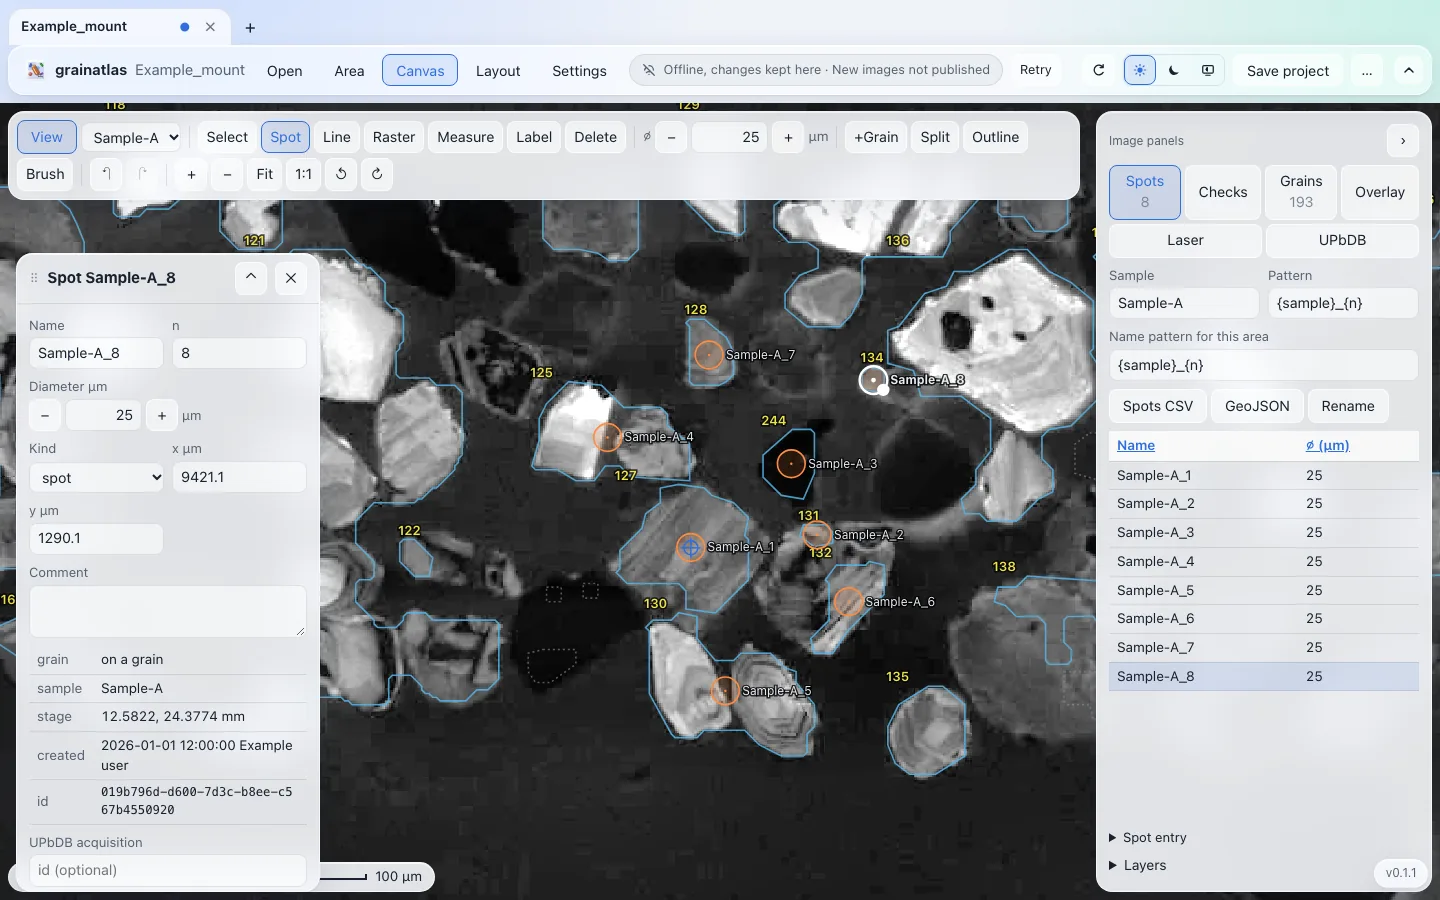 Example_mount
grainatlas Example_mount Open Area Canvas Layout Settings Offline, changes kept here · New images not published Retry Save project ...
118
129
View Sample-A Select Spot Line Raster Measure Label Delete ⌀ − 25 + μm +Grain Split Outline
Brush + − Fit 1:1
Image panels
Spots
8
Checks
Grains
193
Overlay
Laser UPbDB
Sample Pattern
Sample-A {sample}_{n}
Name pattern for this area
{sample}_{n}
Spots CSV GeoJSON Rename
Name ⌀ (μm)
Sample-A_1 25
Sample-A_2 25
Sample-A_3 25
Sample-A_4 25
Sample-A_5 25
Sample-A_6 25
Sample-A_7 25
Sample-A_8 25
Spot entry
Layers
v0.1.1
Spot Sample-A_8
Name n
Sample-A_8 8
Diameter μm
− 25 + μm
Kind x μm
spot 9421.1
y μm
1290.1
Comment
grain on a grain
sample Sample-A
stage 12.5822, 24.3774 mm
created 2026-01-01 12:00:00 Example
user
id 019b796d-d600-7d3c-b8ee-c5
67b4550920
UPbDB acquisition
id (optional)
100 μm
121
136
128
Sample-A_7
134
Sample-A_8
125
244
Sample-A_4
Sample-A_3
127
131
122
Sample-A_2
Sample-A_1
132
138
16
130
Sample-A_6
135
Sample-A_5